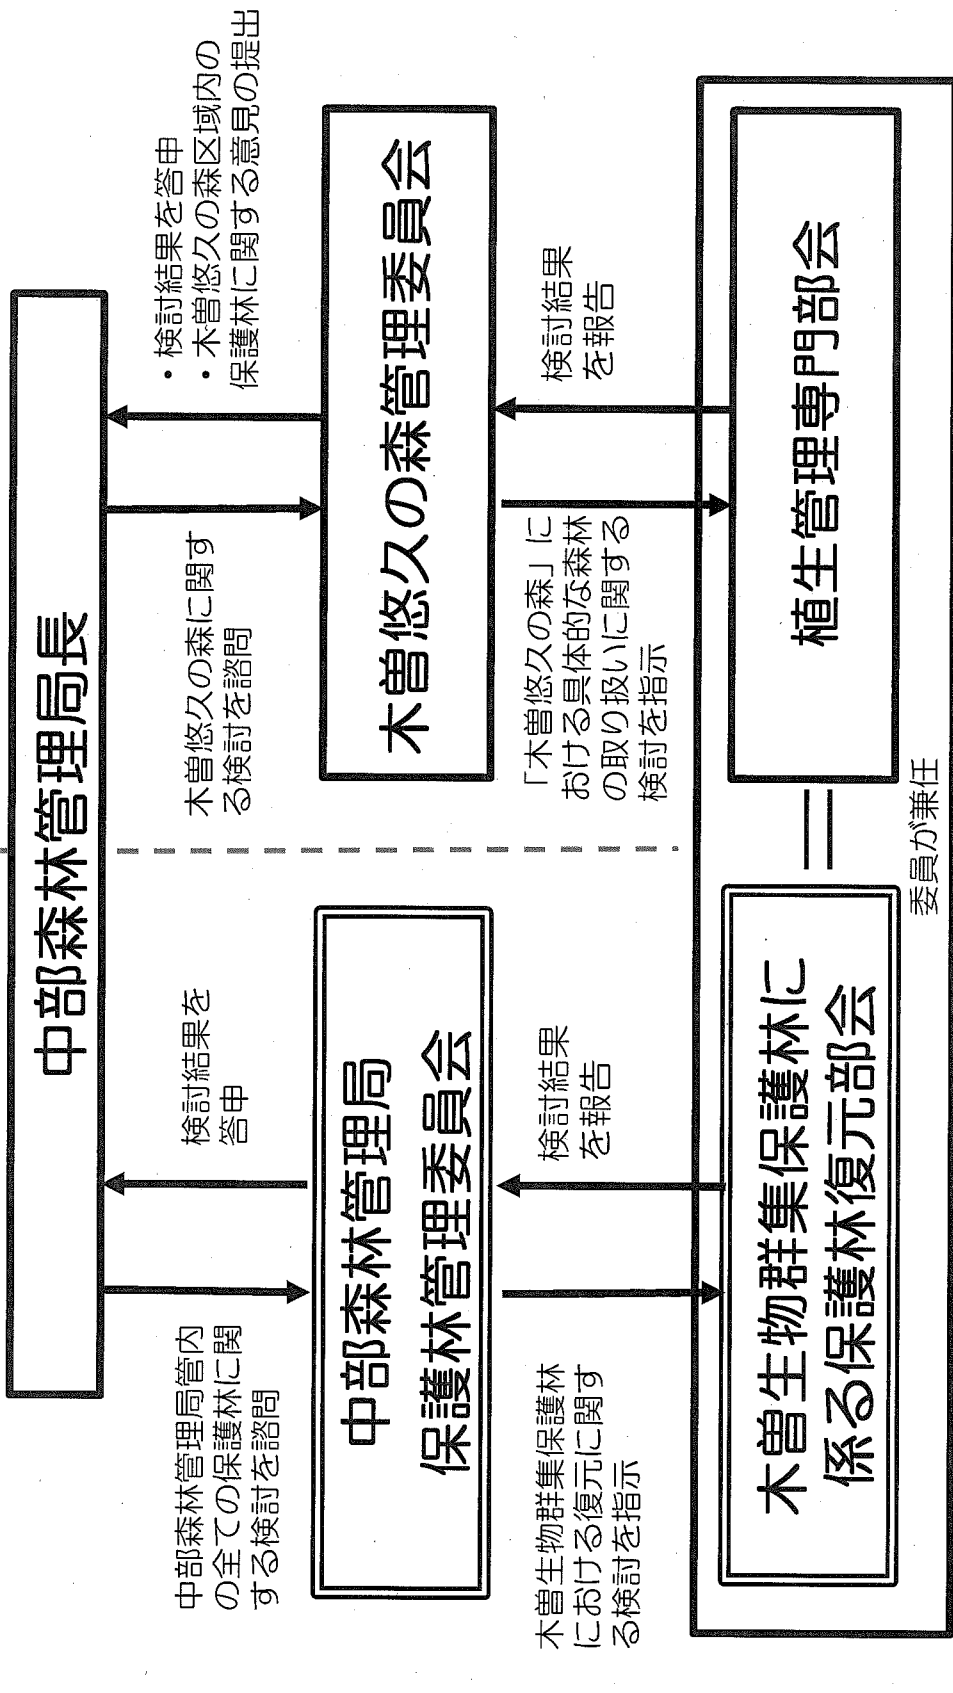 中部森林管理局長
中部森林管理局管内
の全ての保護林に関
する検討を諮問
検討結果を
答申
木曽悠久の森に関す
る検討を諮問
・検討結果を答申
・木曽悠久の森区域内の
保護林に関する意見の提出
中部森林管理局
保護林管理委員会
木曽悠久の森管理委員会
木曽生物群集保護林
における復元に関す
る検討を指示
検討結果
を報告
「木曽悠久の森」に
おける具体的な森林
の取り扱いに関する
検討を指示
検討結果
を報告
木曽生物群集保護林に
係る保護林復元部会
＝
植生管理専門部会
委員が兼任